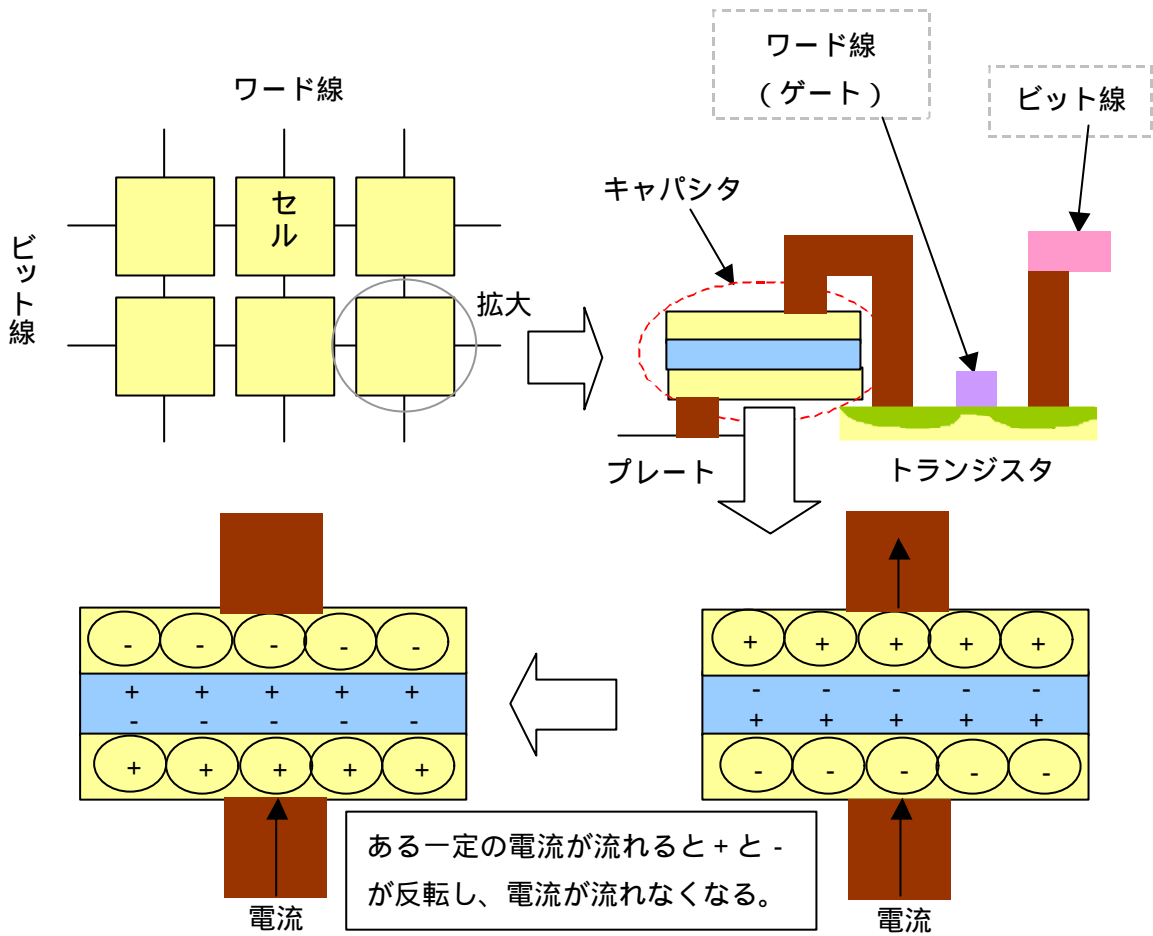 ワード線
ビット線
セル
拡大
ワード線
(ゲート)
ビット線
キャパシタ
プレート
トランジスタ
- - - - -
+ + + + +
- - - - -
+ + + + +
電流
+ + + + +
- - - - -
+ + + + +
- - - - -
電流
ある一定の電流が流れると+と-
が反転し、電流が流れなくなる。